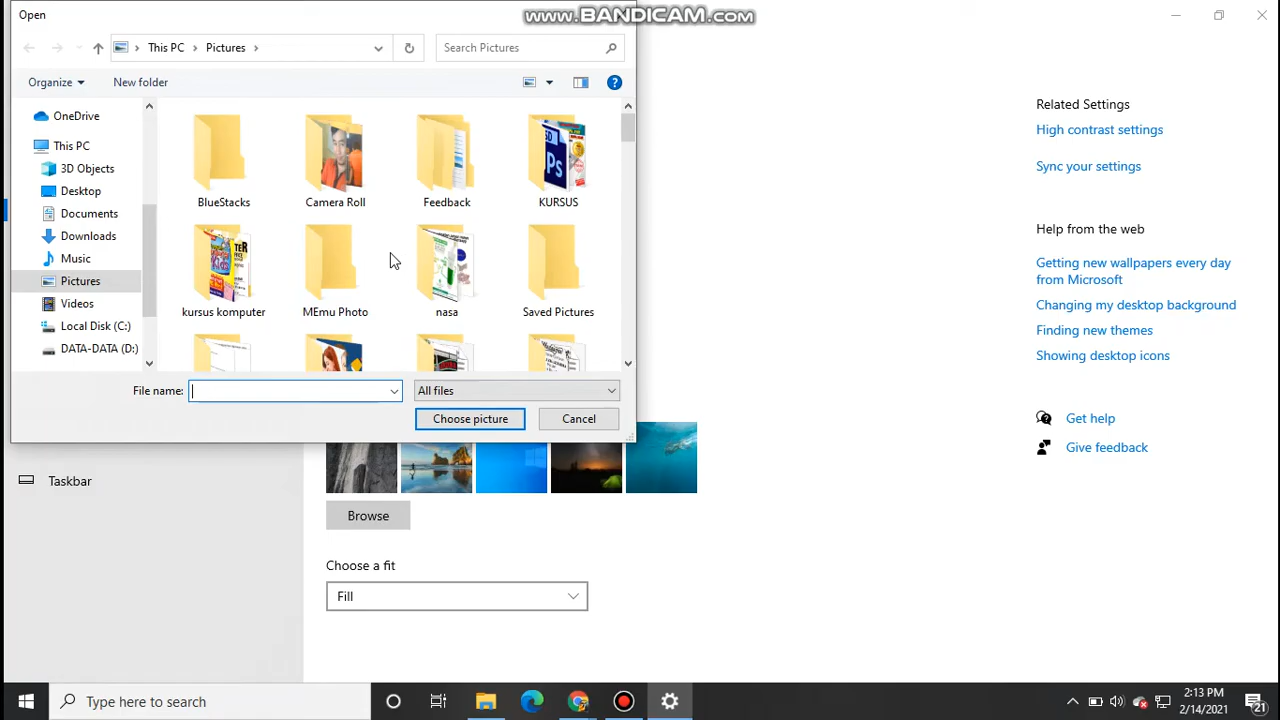 Open
www.BANDICAM.com
This PC
Pictures
Search Pictures
Organize
New folder
OneDrive
This PC
3D Objects
Desktop
Documents
Downloads
Music
Pictures
Videos
Local Disk (C:)
DATA-DATA (D:)
BlueStacks
Camera Roll
Feedback
KURSUS
kursus komputer
MEmu Photo
nasa
Saved Pictures
File name:
All files
Choose picture
Cancel
Taskbar
Browse
Choose a fit
Fill
Related Settings
High contrast settings
Sync your settings
Help from the web
Getting new wallpapers every day
from Microsoft
Changing my desktop background
Finding new themes
Showing desktop icons
Get help
Give feedback
Type here to search
2:13 PM
2/14/2021
21